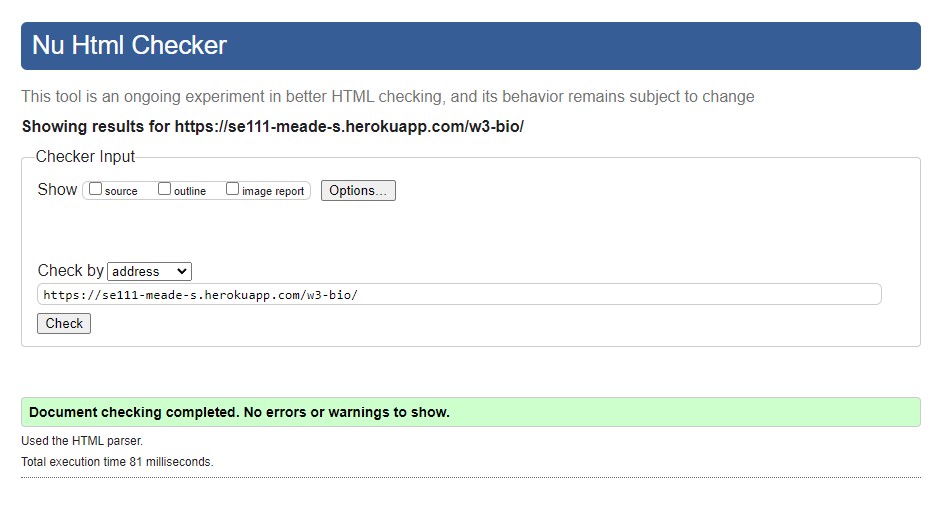 Nu Html Checker
This tool is an ongoing experiment in better HTML checking, and its behavior remains subject to change
Showing results for https://se111-meade-s.herokuapp.com/w3-bio/
Checker Input
Show source outline image report Options...
Check by address
https://se111-meade-s.herokuapp.com/w3-bio/
Check
Document checking completed. No errors or warnings to show.
Used the HTML parser.
Total execution time 81 milliseconds.